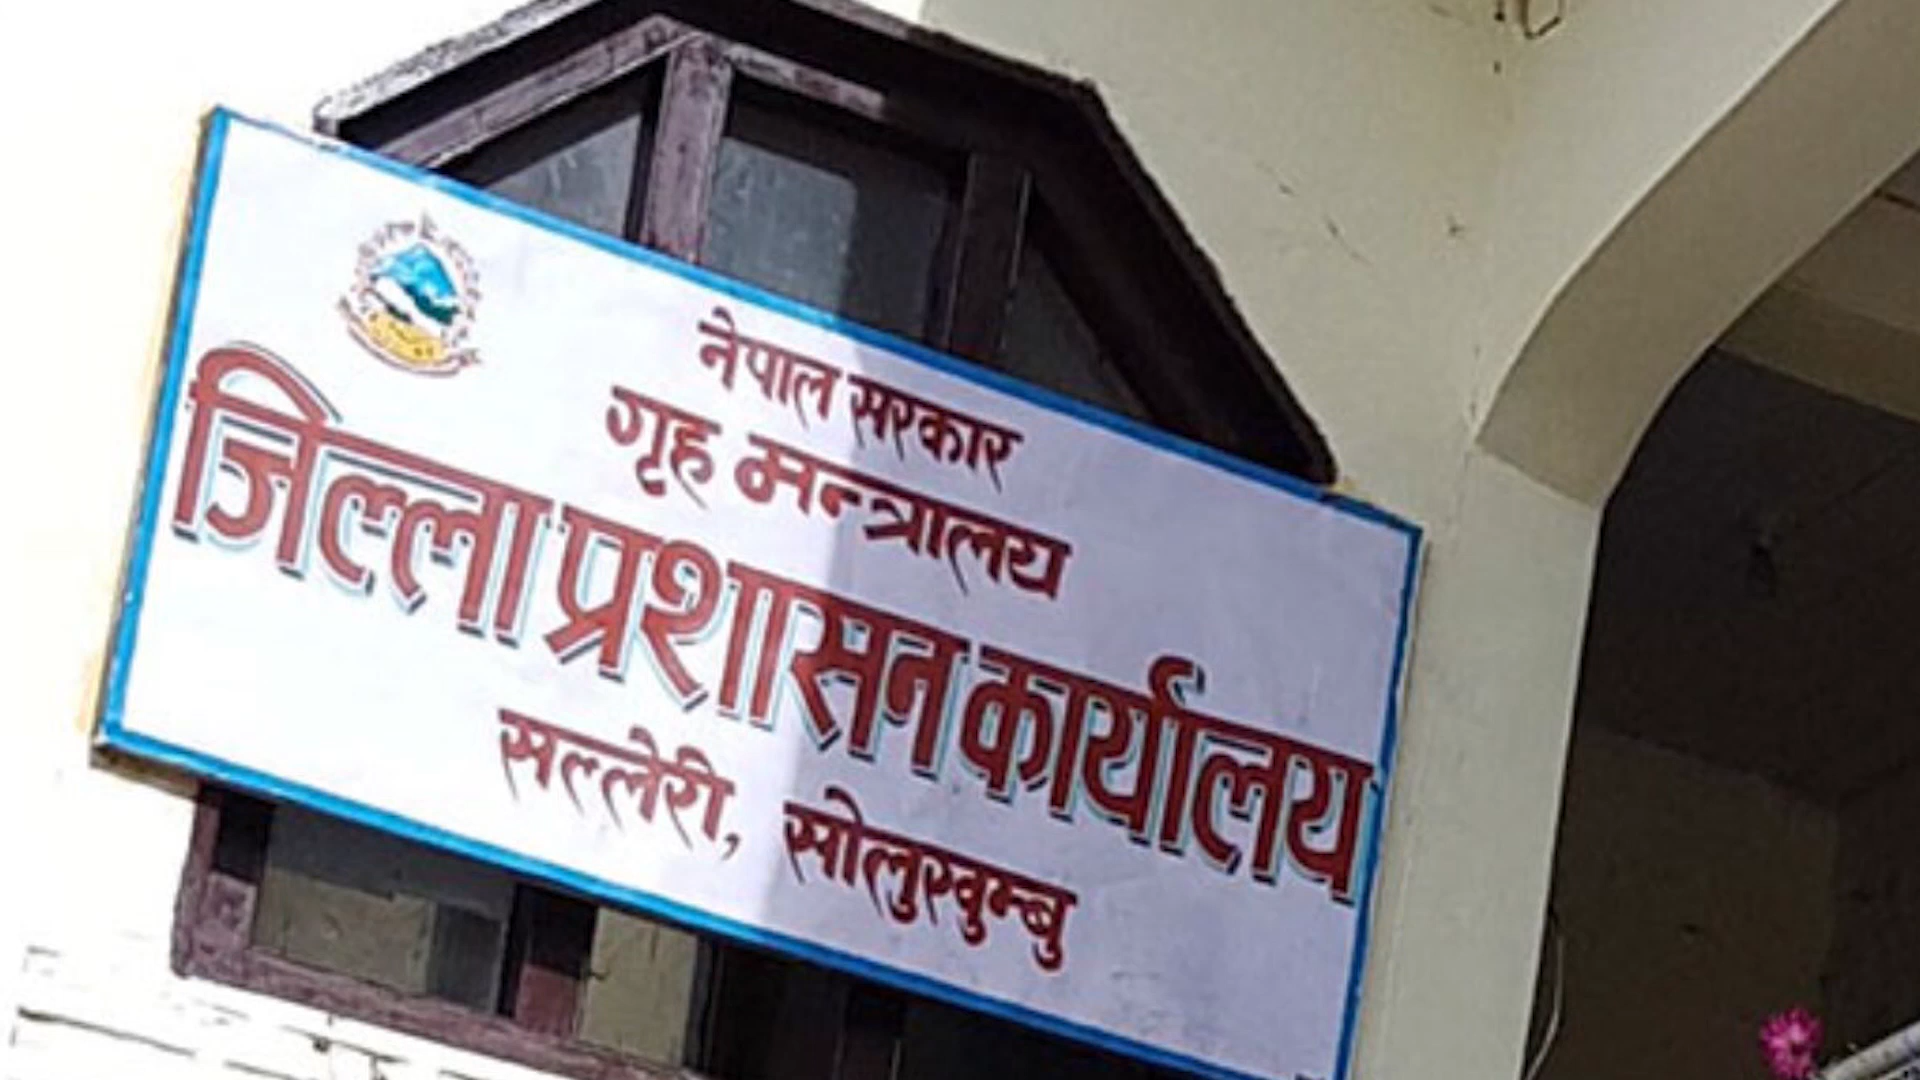 नेपाल सरकार
गृह मन्त्रालय
जिल्ला प्रशासन कार्यालय
सल्लेरी, सोलुखुम्बु